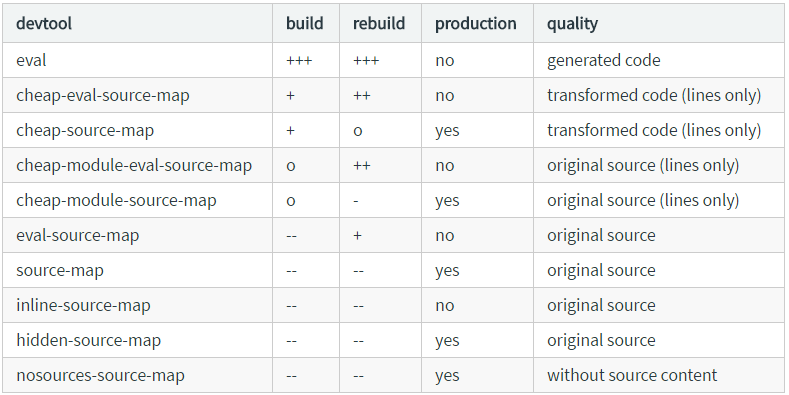 devtool build rebuild production quality
eval +++ +++ no generated code
cheap-eval-source-map + ++ no transformed code (lines only)
cheap-source-map + o yes transformed code (lines only)
cheap-module-eval-source-map o ++ no original source (lines only)
cheap-module-source-map o - yes original source (lines only)
eval-source-map -- + no original source
source-map -- -- yes original source
inline-source-map -- -- no original source
hidden-source-map -- -- yes original source
nosources-source-map -- -- yes without source content